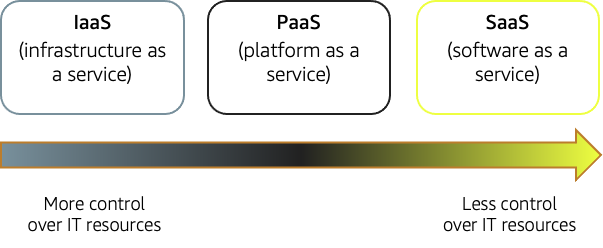 IaaS
(infrastructure as
a service)
PaaS
(platform as a
service)
SaaS
(software as a
service)
More control
over IT resources
Less control
over IT resources